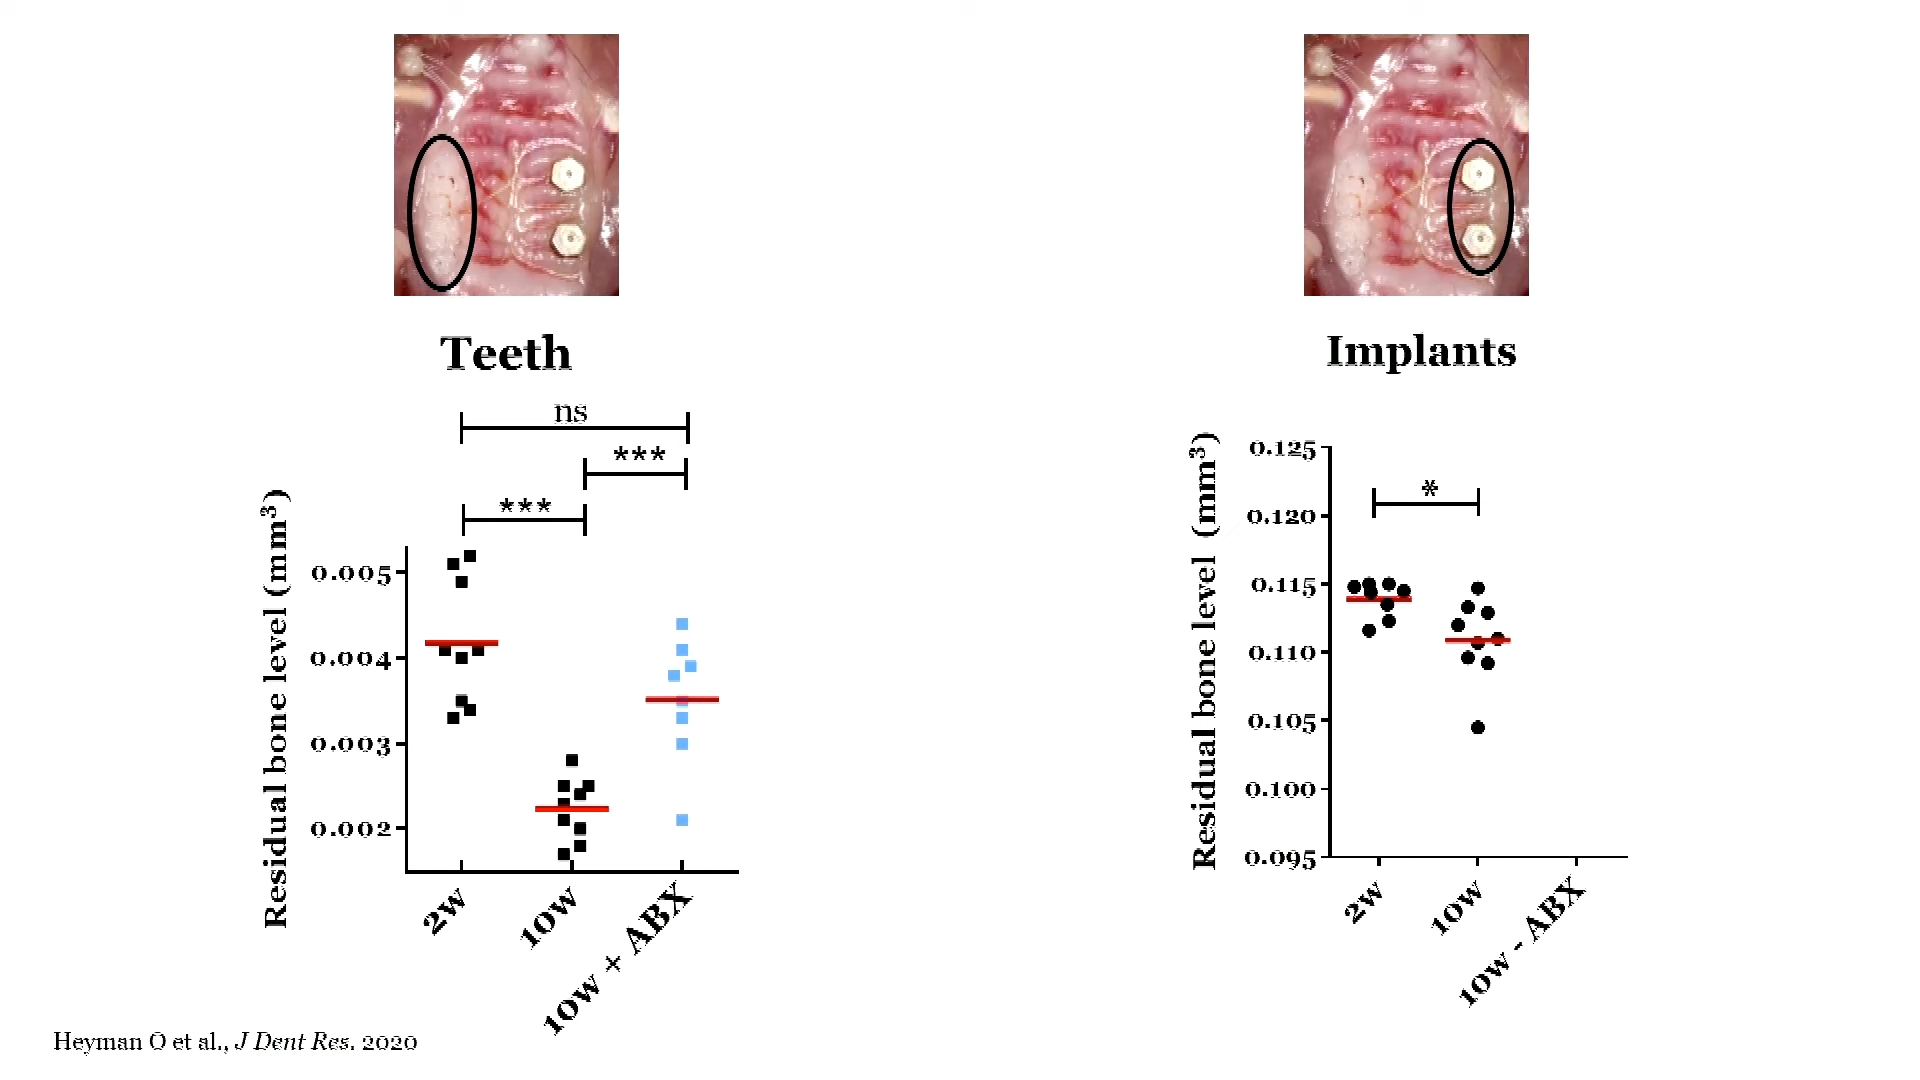 Teeth
ns
***
***
Residual bone level (mm³)
0.005
0.004
0.003
0.002
2w
10w
10w + ABX
Implants
*
Residual bone level (mm³)
0.125
0.120
0.115
0.110
0.105
0.100
0.095
2w
10w
10w - ABX
Heyman O et al., J Dent Res. 2020